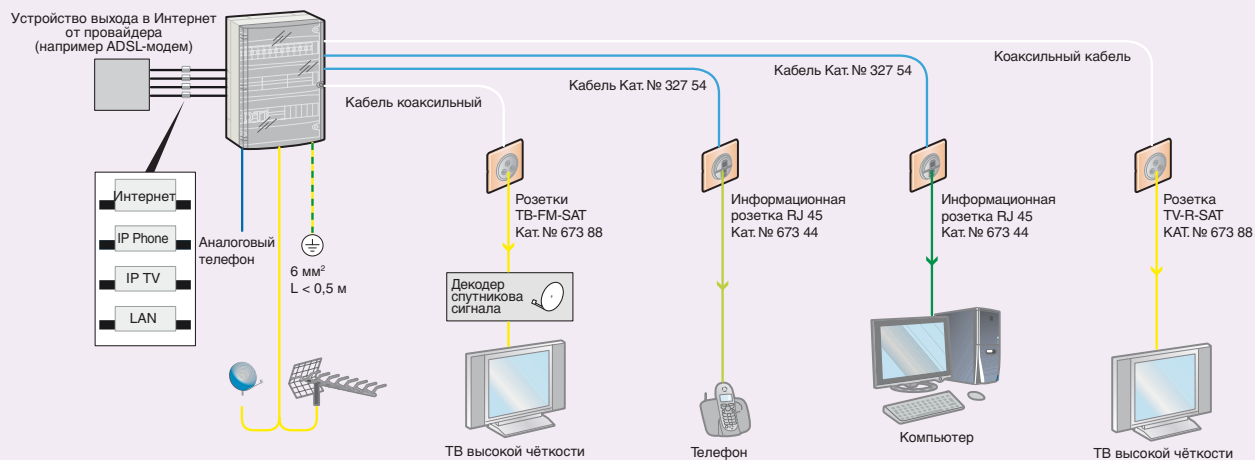 Устройство выхода в Интернет
от провайдера
(например ADSL-модем)
Интернет
IP Phone
IP TV
LAN
Аналоговый
телефон
6 мм²
L < 0,5 м
Кабель коаксильный
Кабель Кат. № 327 54
Кабель Кат. № 327 54
Коаксильный кабель
Розетки
ТВ-FM-SAT
Кат. № 673 88
Информационная
розетка RJ 45
Кат. № 673 44
Информационная
розетка RJ 45
Кат. № 673 44
Розетка
TV-R-SAT
КАТ. № 673 88
Декодер
спутникова
сигнала
ТВ высокой чёткости
Телефон
Компьютер
ТВ высокой чёткости